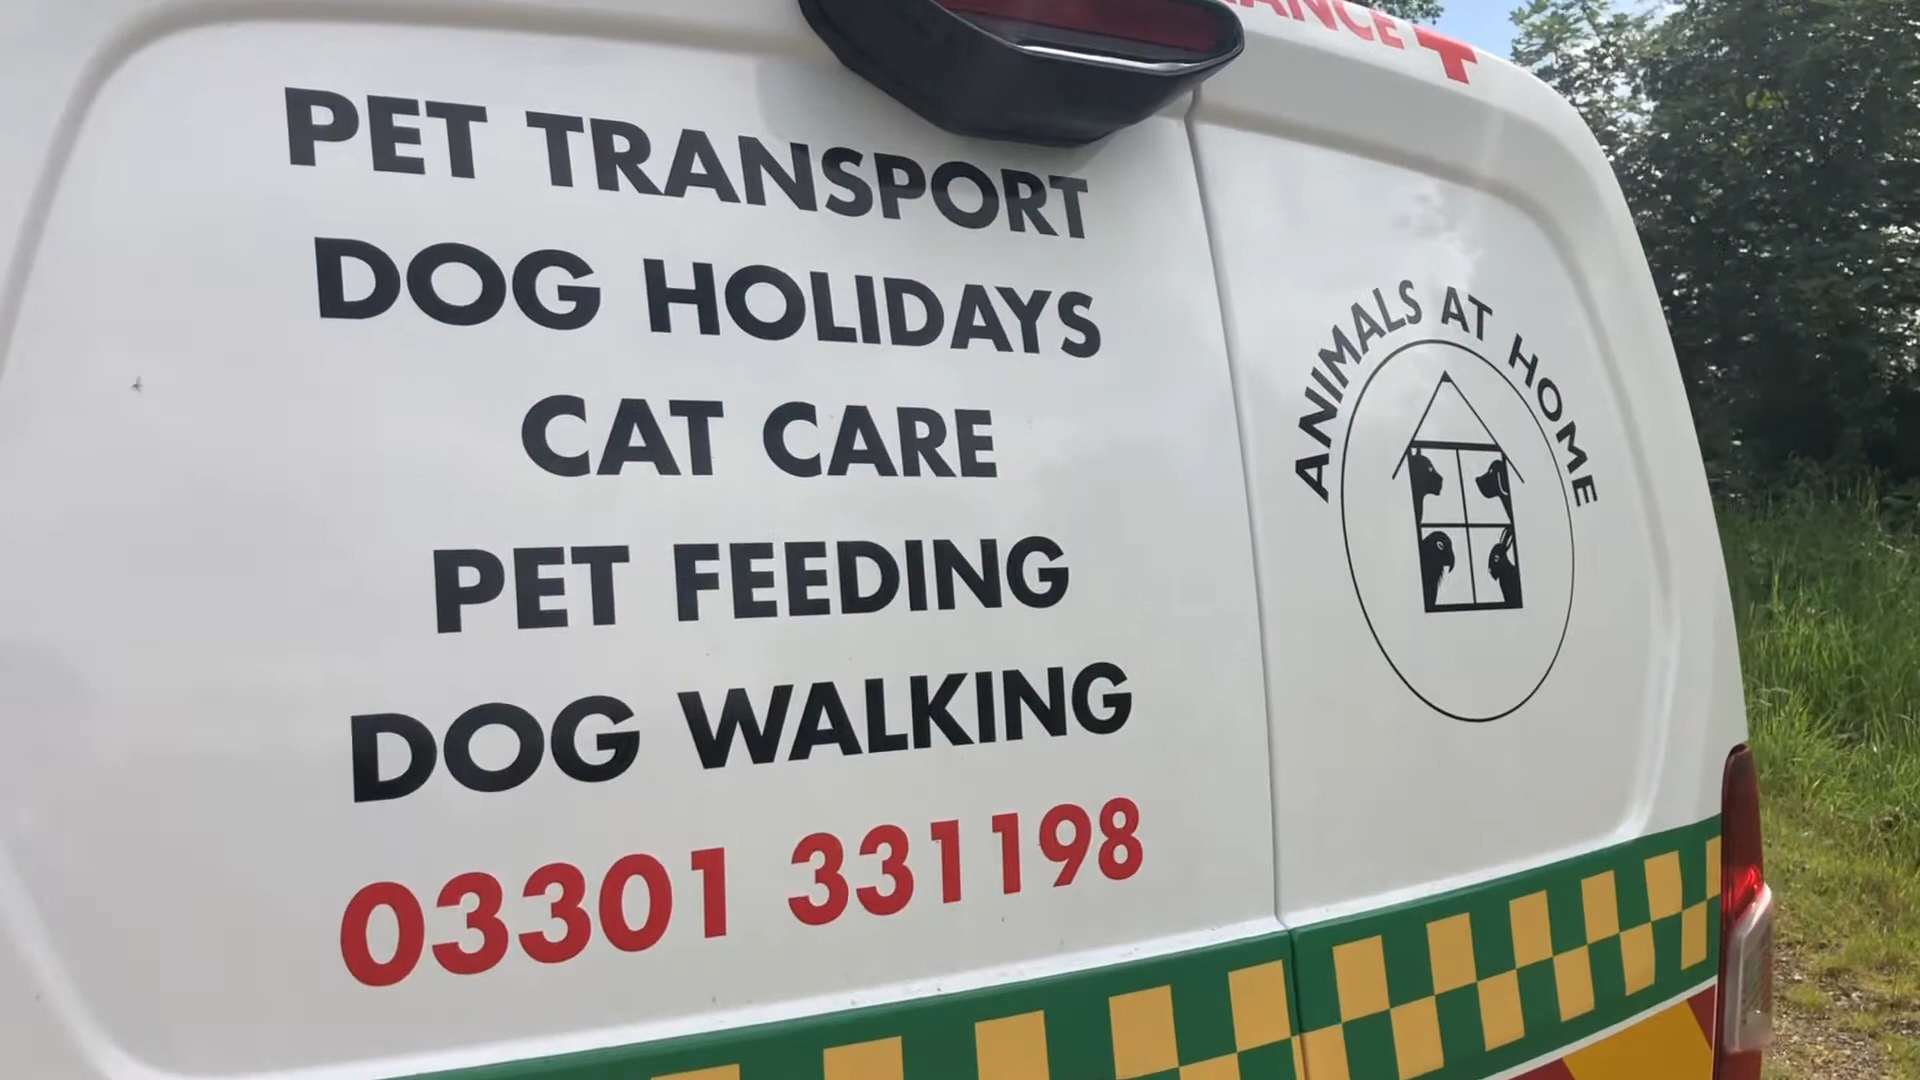 PET TRANSPORT
DOG HOLIDAYS
CAT CARE
PET FEEDING
DOG WALKING
03301 331198
ANIMALS AT HOME